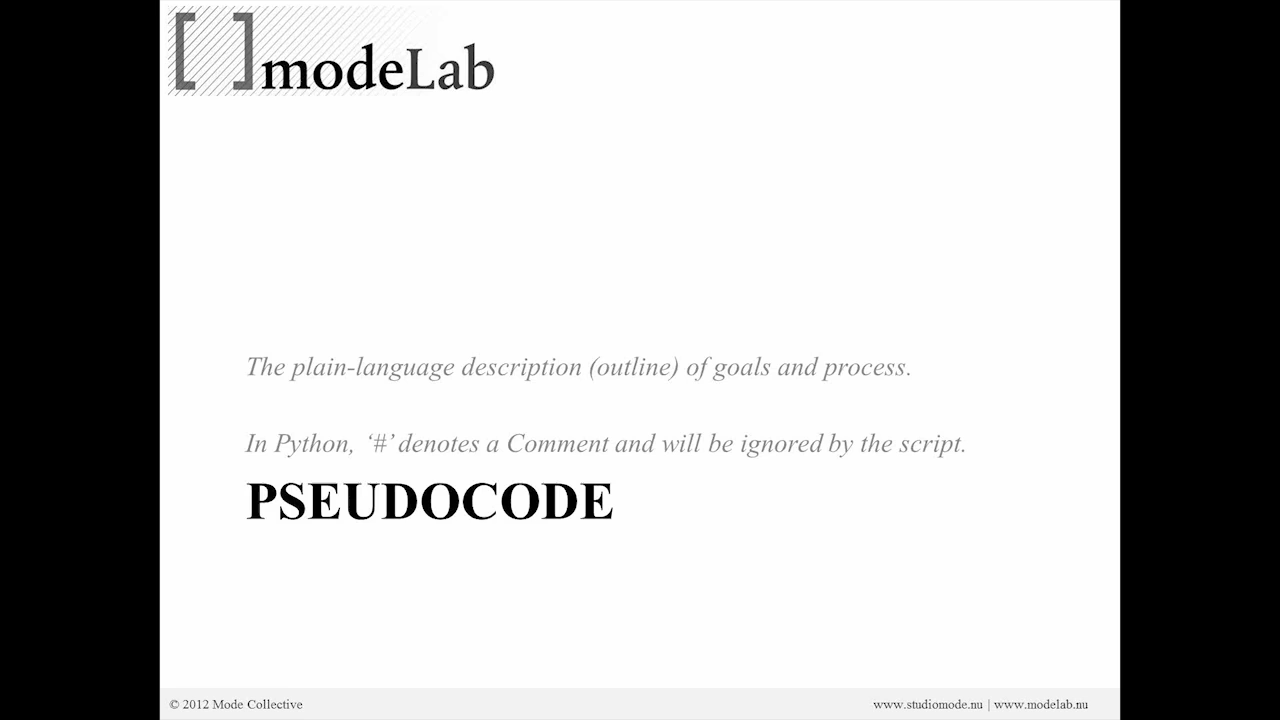 [ ]modeLab
The plain-language description (outline) of goals and process.
In Python, ‘#’ denotes a Comment and will be ignored by the script.
PSEUDOCODE
© 2012 Mode Collective
www.studiomode.nu | www.modelab.nu